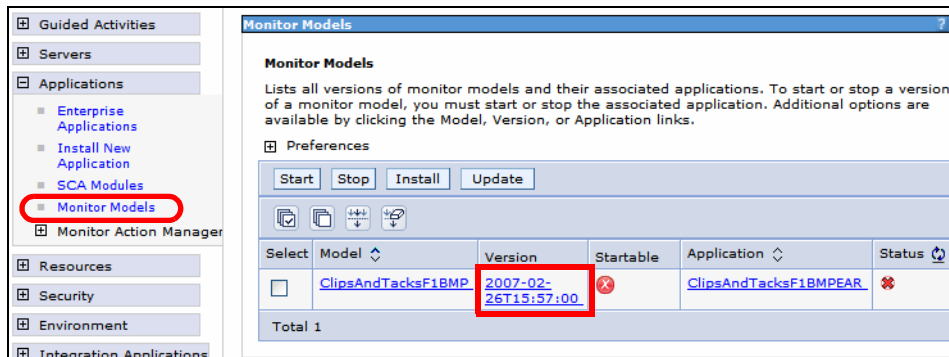 Guided Activities
Servers
Applications
Enterprise
Applications
Install New
Application
SCA Modules
Monitor Models
Monitor Action Manager
Resources
Security
Environment
Integration Applications
Monitor Models ?
Monitor Models
Lists all versions of monitor models and their associated applications. To start or stop a version
of a monitor model, you must start or stop the associated application. Additional options are
available by clicking the Model, Version, or Application links.
Preferences
Start Stop Install Update
Select Model Version Startable Application Status
ClipsAndTacksF1BMP 2007-02-
26T15:57:00 ClipsAndTacksF1BMPEAR
Total 1